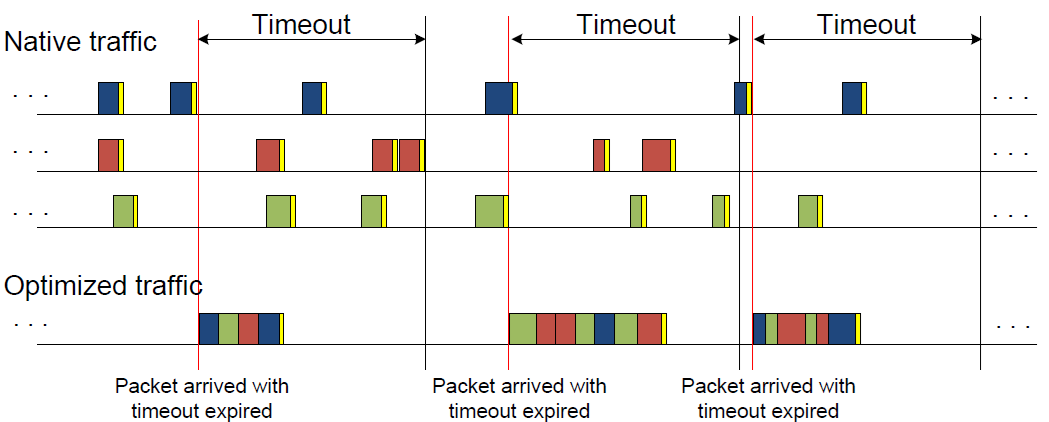 Timeout Timeout Timeout
Native traffic
. . . . . .
. . . . . .
. . . . . .
Optimized traffic
. . . . . .
Packet arrived with Packet arrived with Packet arrived with
timeout expired timeout expired timeout expired